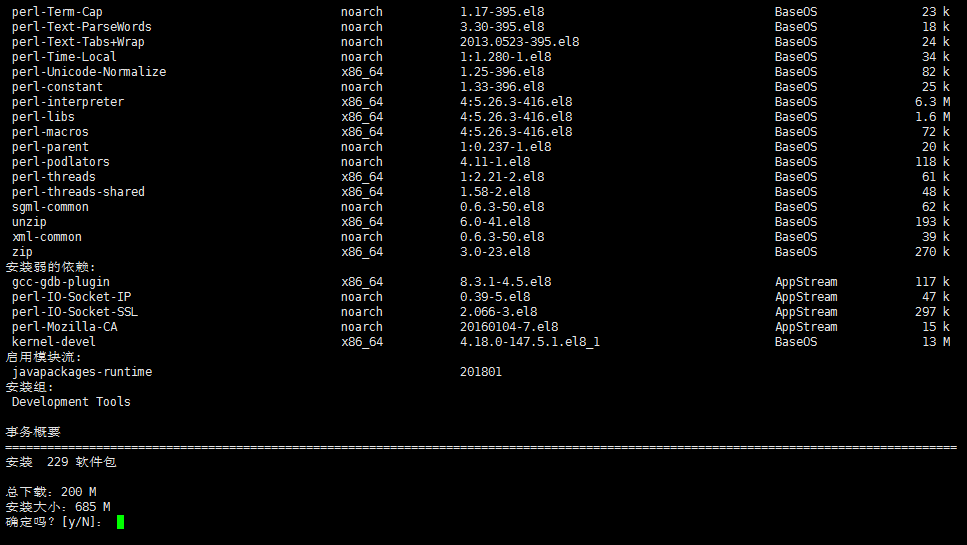 perl-Term-Cap noarch 1.17-395.el8 BaseOS 23 k
perl-Text-ParseWords noarch 3.30-395.el8 BaseOS 18 k
perl-Text-Tabs+Wrap noarch 2013.0523-395.el8 BaseOS 24 k
perl-Time-Local noarch 1:1.280-1.el8 BaseOS 34 k
perl-Unicode-Normalize x86_64 1.25-396.el8 BaseOS 82 k
perl-constant noarch 1.33-396.el8 BaseOS 25 k
perl-interpreter x86_64 4:5.26.3-416.el8 BaseOS 6.3 M
perl-libs x86_64 4:5.26.3-416.el8 BaseOS 1.6 M
perl-macros x86_64 4:5.26.3-416.el8 BaseOS 72 k
perl-parent noarch 1:0.237-1.el8 BaseOS 20 k
perl-podlators noarch 4.11-1.el8 BaseOS 118 k
perl-threads x86_64 1:2.21-2.el8 BaseOS 61 k
perl-threads-shared x86_64 1.58-2.el8 BaseOS 48 k
sgml-common noarch 0.6.3-50.el8 BaseOS 62 k
unzip x86_64 6.0-41.el8 BaseOS 193 k
xml-common noarch 0.6.3-50.el8 BaseOS 39 k
zip x86_64 3.0-23.el8 BaseOS 270 k
安装弱的依赖:
gcc-gdb-plugin x86_64 8.3.1-4.5.el8 AppStream 117 k
perl-IO-Socket-IP noarch 0.39-5.el8 AppStream 47 k
perl-IO-Socket-SSL noarch 2.066-3.el8 AppStream 297 k
perl-Mozilla-CA noarch 20160104-7.el8 AppStream 15 k
kernel-devel x86_64 4.18.0-147.5.1.el8_1 BaseOS 13 M
启用模块流:
javapackages-runtime 201801
安装组:
Development Tools
事务概要
========================================================================================================================================
安装 229 软件包
总下载：200 M
安装大小：685 M
确定吗？[y/N]：